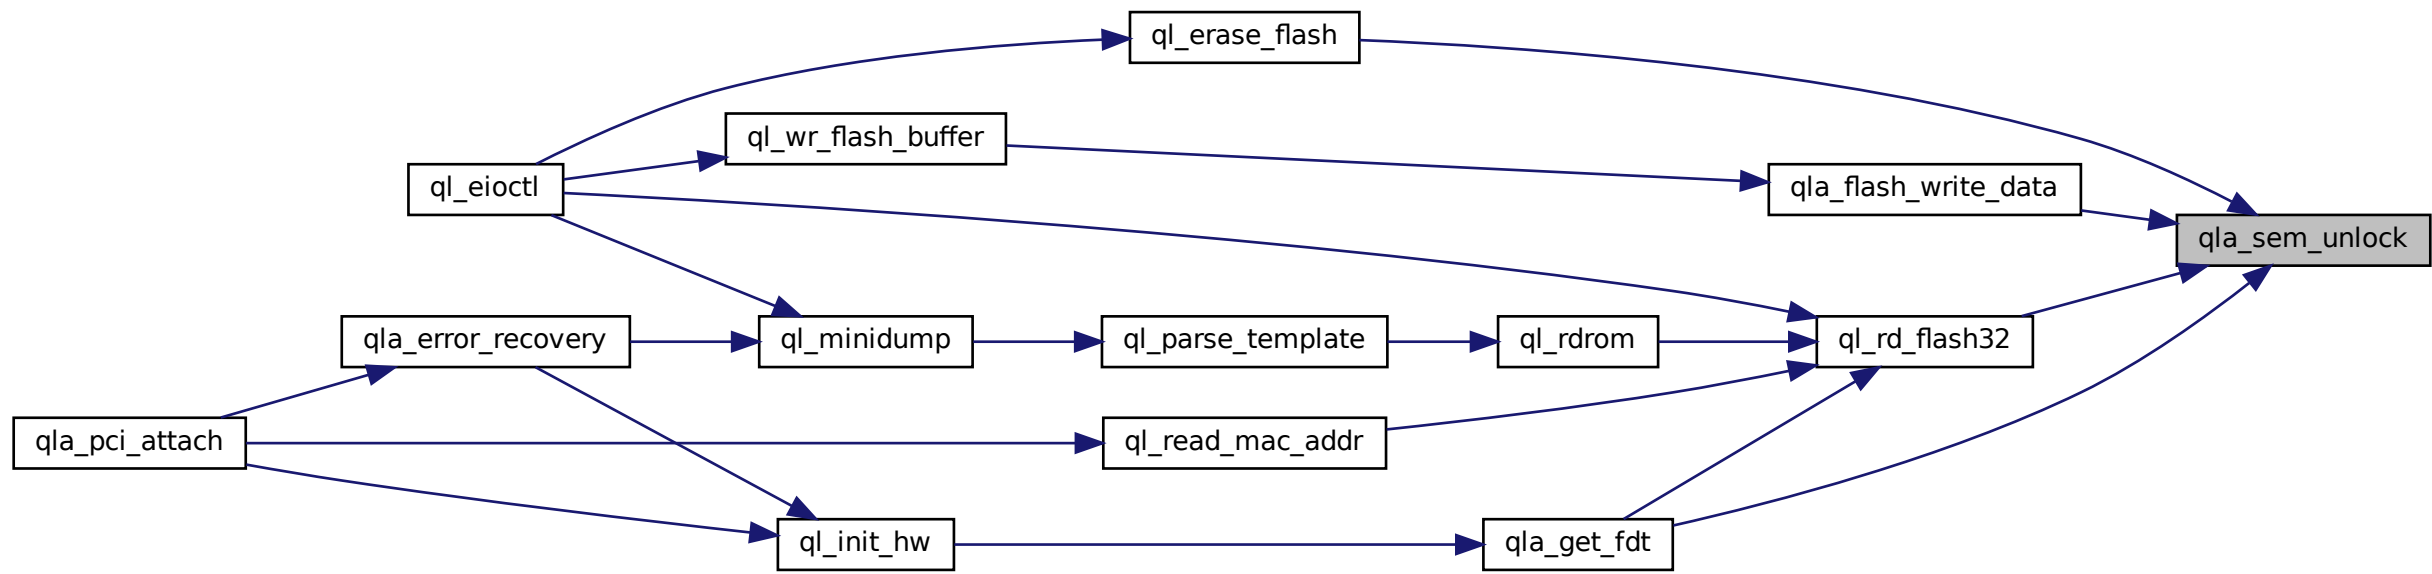 ql_erase_flash
ql_wr_flash_buffer
ql_eioctl
qla_flash_write_data
qla_sem_unlock
qla_error_recovery
ql_minidump
ql_parse_template
ql_rdrom
ql_rd_flash32
qla_pci_attach
ql_read_mac_addr
ql_init_hw
qla_get_fdt